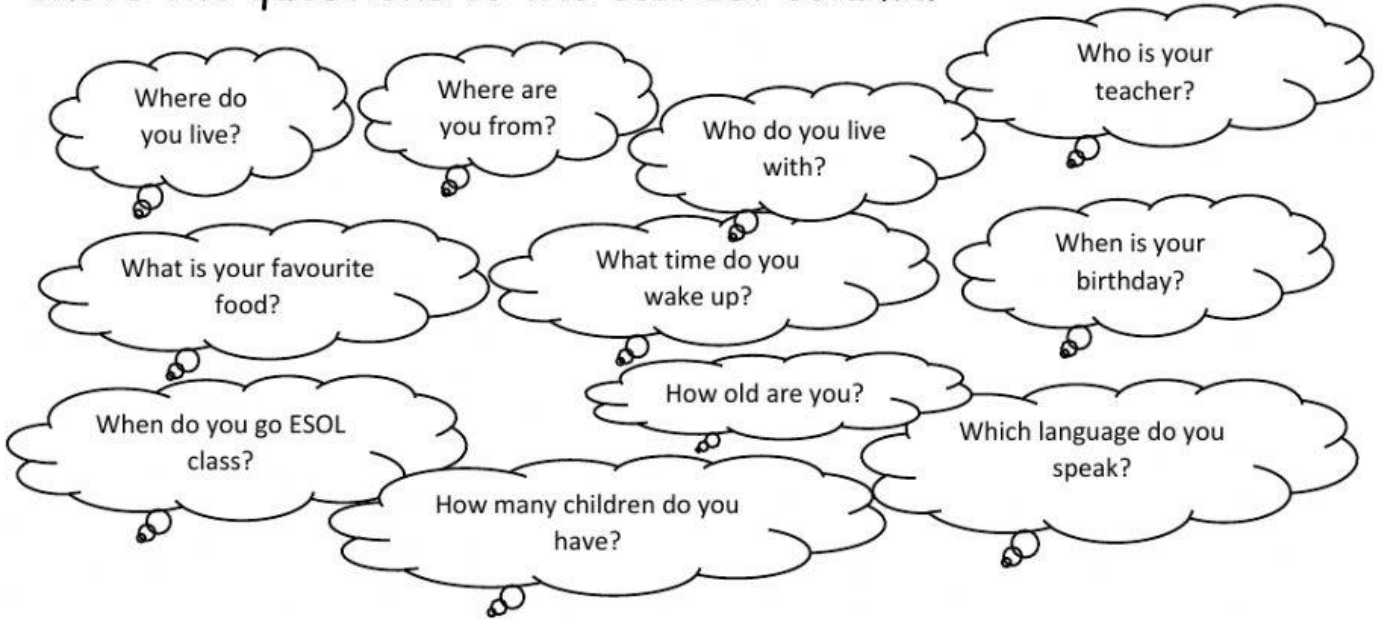 Where do
you live?
Where are
you from?
Who do you live
with?
Who is your
teacher?
What is your favourite
food?
What time do you
wake up?
When is your
birthday?
When do you go ESOL
class?
How old are you?
Which language do you
speak?
How many children do you
have?